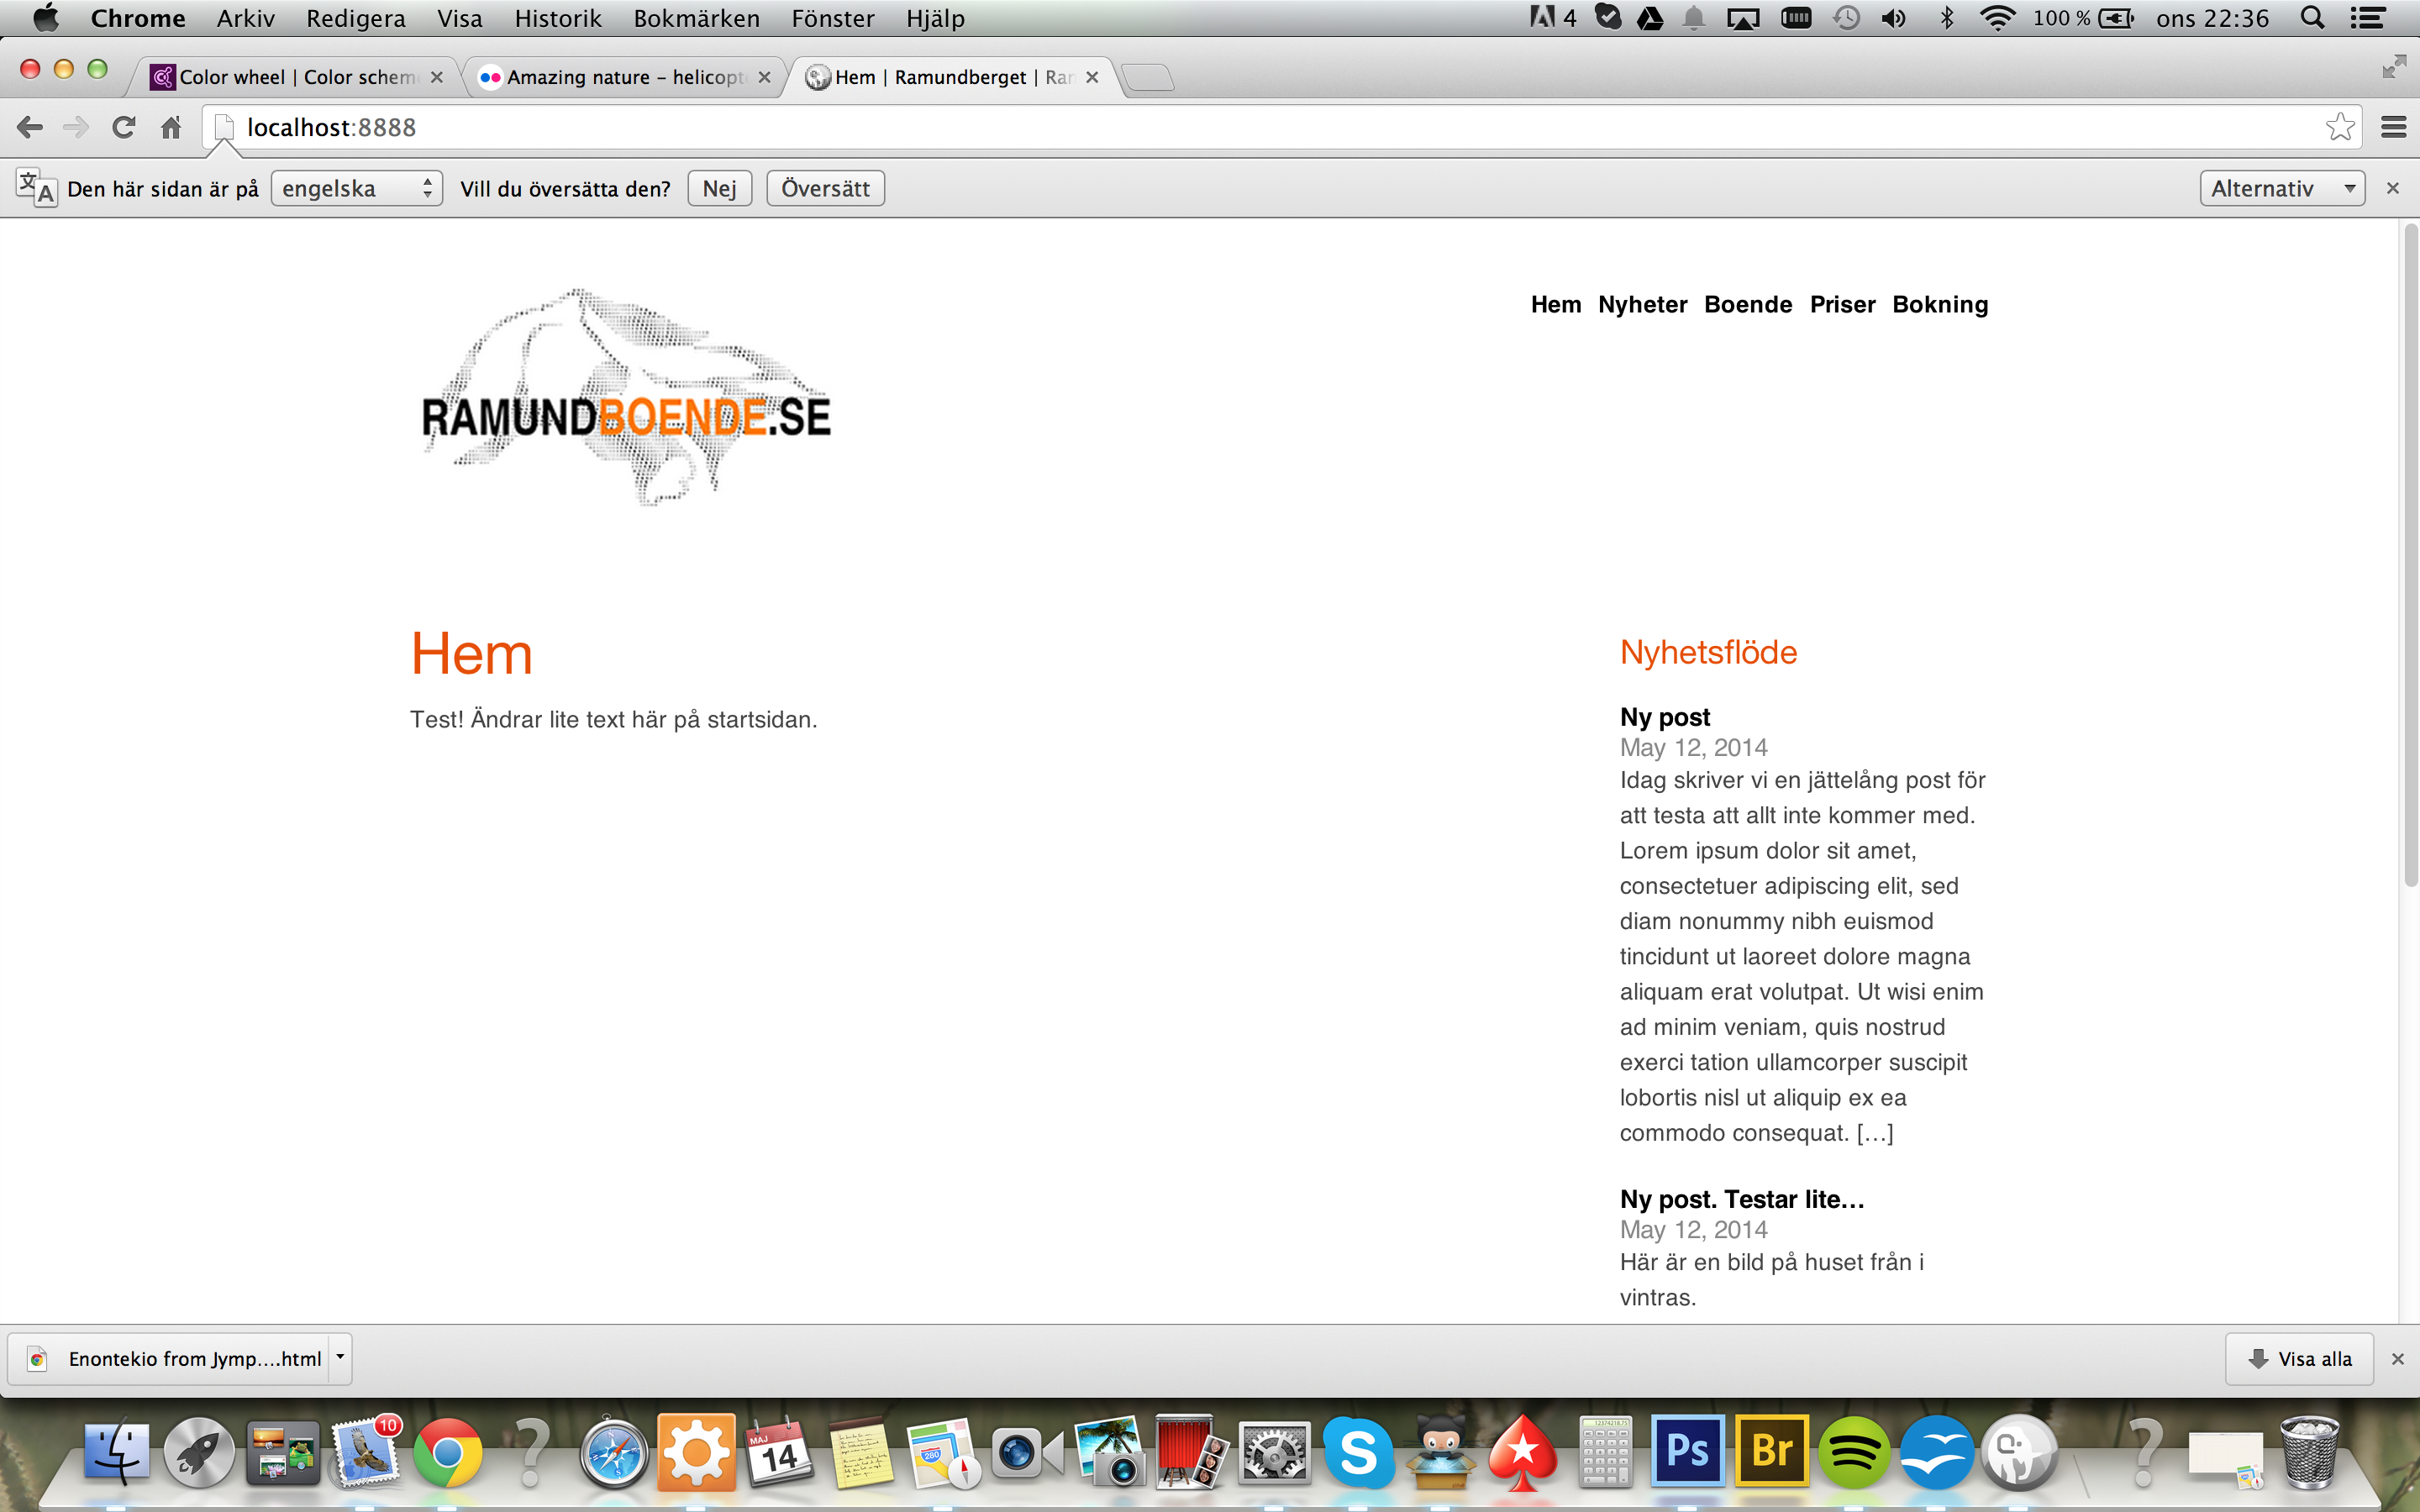 Chrome Arkiv Redigera Visa Historik Bokmärken Fönster Hjälp 4 100 % ons 22:36
Color wheel | Color schem Amazing nature – helicopt Hem | Ramundberget | Ra
localhost:8888
Den här sidan är på engelska Vill du översätta den? Nej Översätt Alternativ
Hem Nyheter Boende Priser Bokning
RAMUNDBOENDE.SE
Hem
Test! Ändrar lite text här på startsidan.
Nyhetsflöde
Ny post
May 12, 2014
Idag skriver vi en jättelång post för
att testa att allt inte kommer med.
Lorem ipsum dolor sit amet,
consectetuer adipiscing elit, sed
diam nonummy nibh euismod
tincidunt ut laoreet dolore magna
aliquam erat volutpat. Ut wisi enim
ad minim veniam, quis nostrud
exerci tation ullamcorper suscipit
lobortis nisl ut aliquip ex ea
commodo consequat. […]
Ny post. Testar lite…
May 12, 2014
Här är en bild på huset från i
vintras.
Enontekio from Jymp....html Visa alla
10 MAJ 14 280 Ps Br